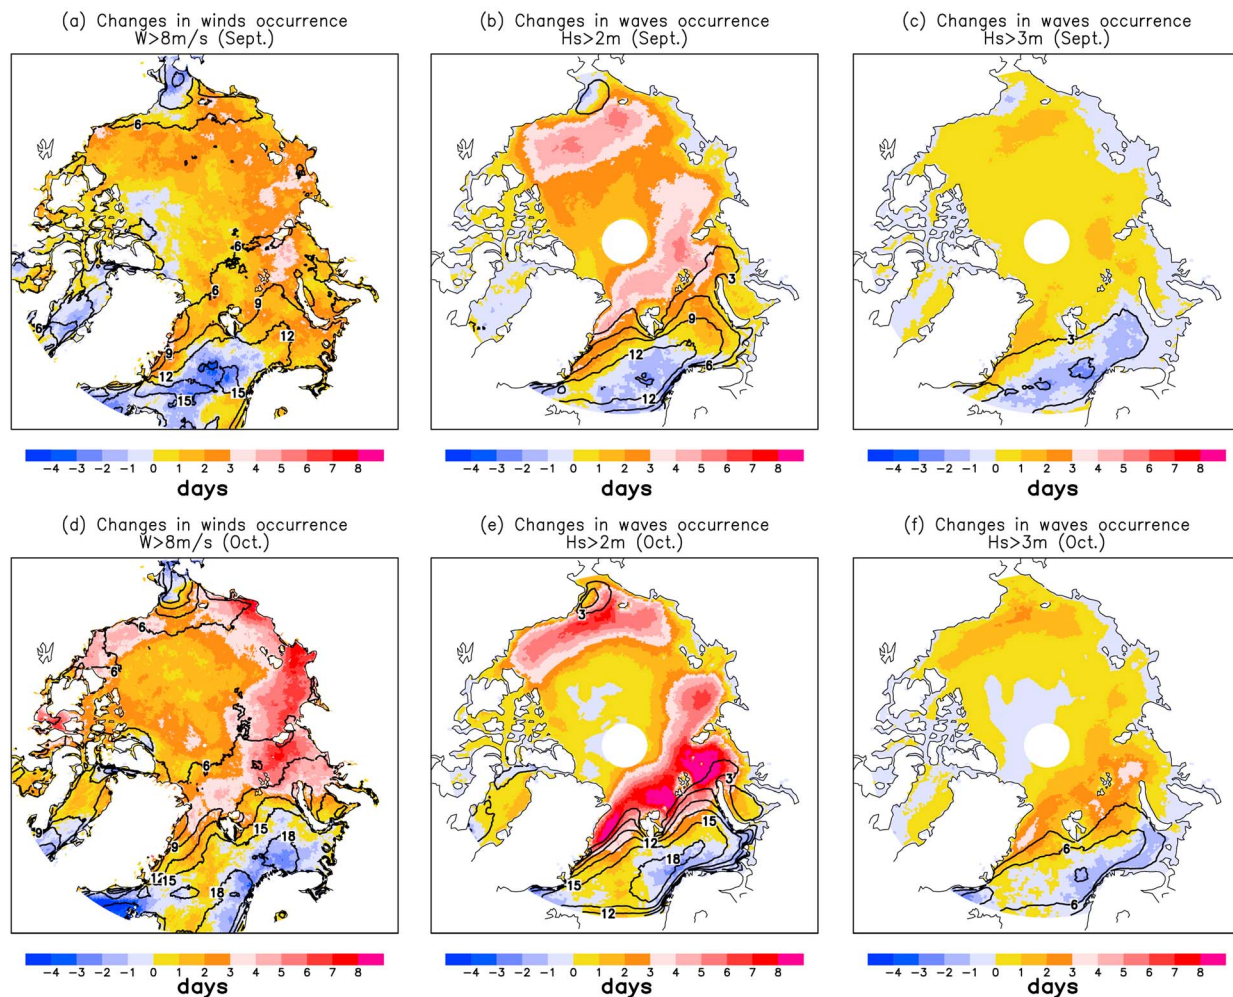 (a) Changes in winds occurrence
W>8m/s (Sept.)
(b) Changes in waves occurrence
Hs>2m (Sept.)
(c) Changes in waves occurrence
Hs>3m (Sept.)
6
6
6
6
6
9
9
12
12
15
15
3
9
12
6
12
3
-4 -3 -2 -1 0 1 2 3 4 5 6 7 8
days
-4 -3 -2 -1 0 1 2 3 4 5 6 7 8
days
-4 -3 -2 -1 0 1 2 3 4 5 6 7 8
days
(d) Changes in winds occurrence
W>8m/s (Oct.)
(e) Changes in waves occurrence
Hs>2m (Oct.)
(f) Changes in waves occurrence
Hs>3m (Oct.)
6
6
6
9
9
15
18
12
15
18
3
3
15
12
18
15
12
6
6
-4 -3 -2 -1 0 1 2 3 4 5 6 7 8
days
-4 -3 -2 -1 0 1 2 3 4 5 6 7 8
days
-4 -3 -2 -1 0 1 2 3 4 5 6 7 8
days